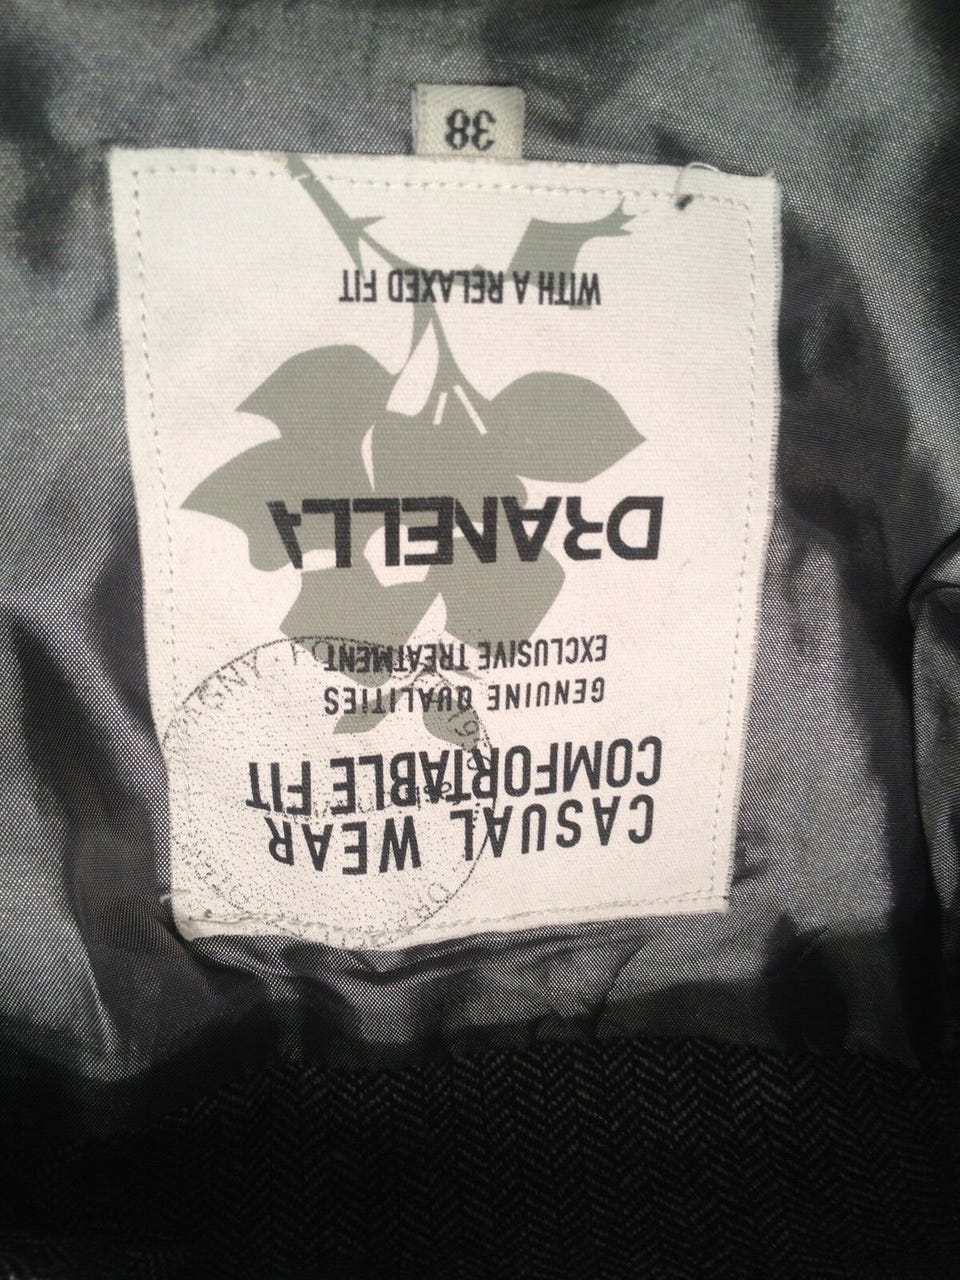 CASUAL WEAR
COMFORTABLE FIT
GENUINE QUALITIES
EXCLUSIVE TREATMENT
DRANELLA
WITH A RELAXED FIT
38